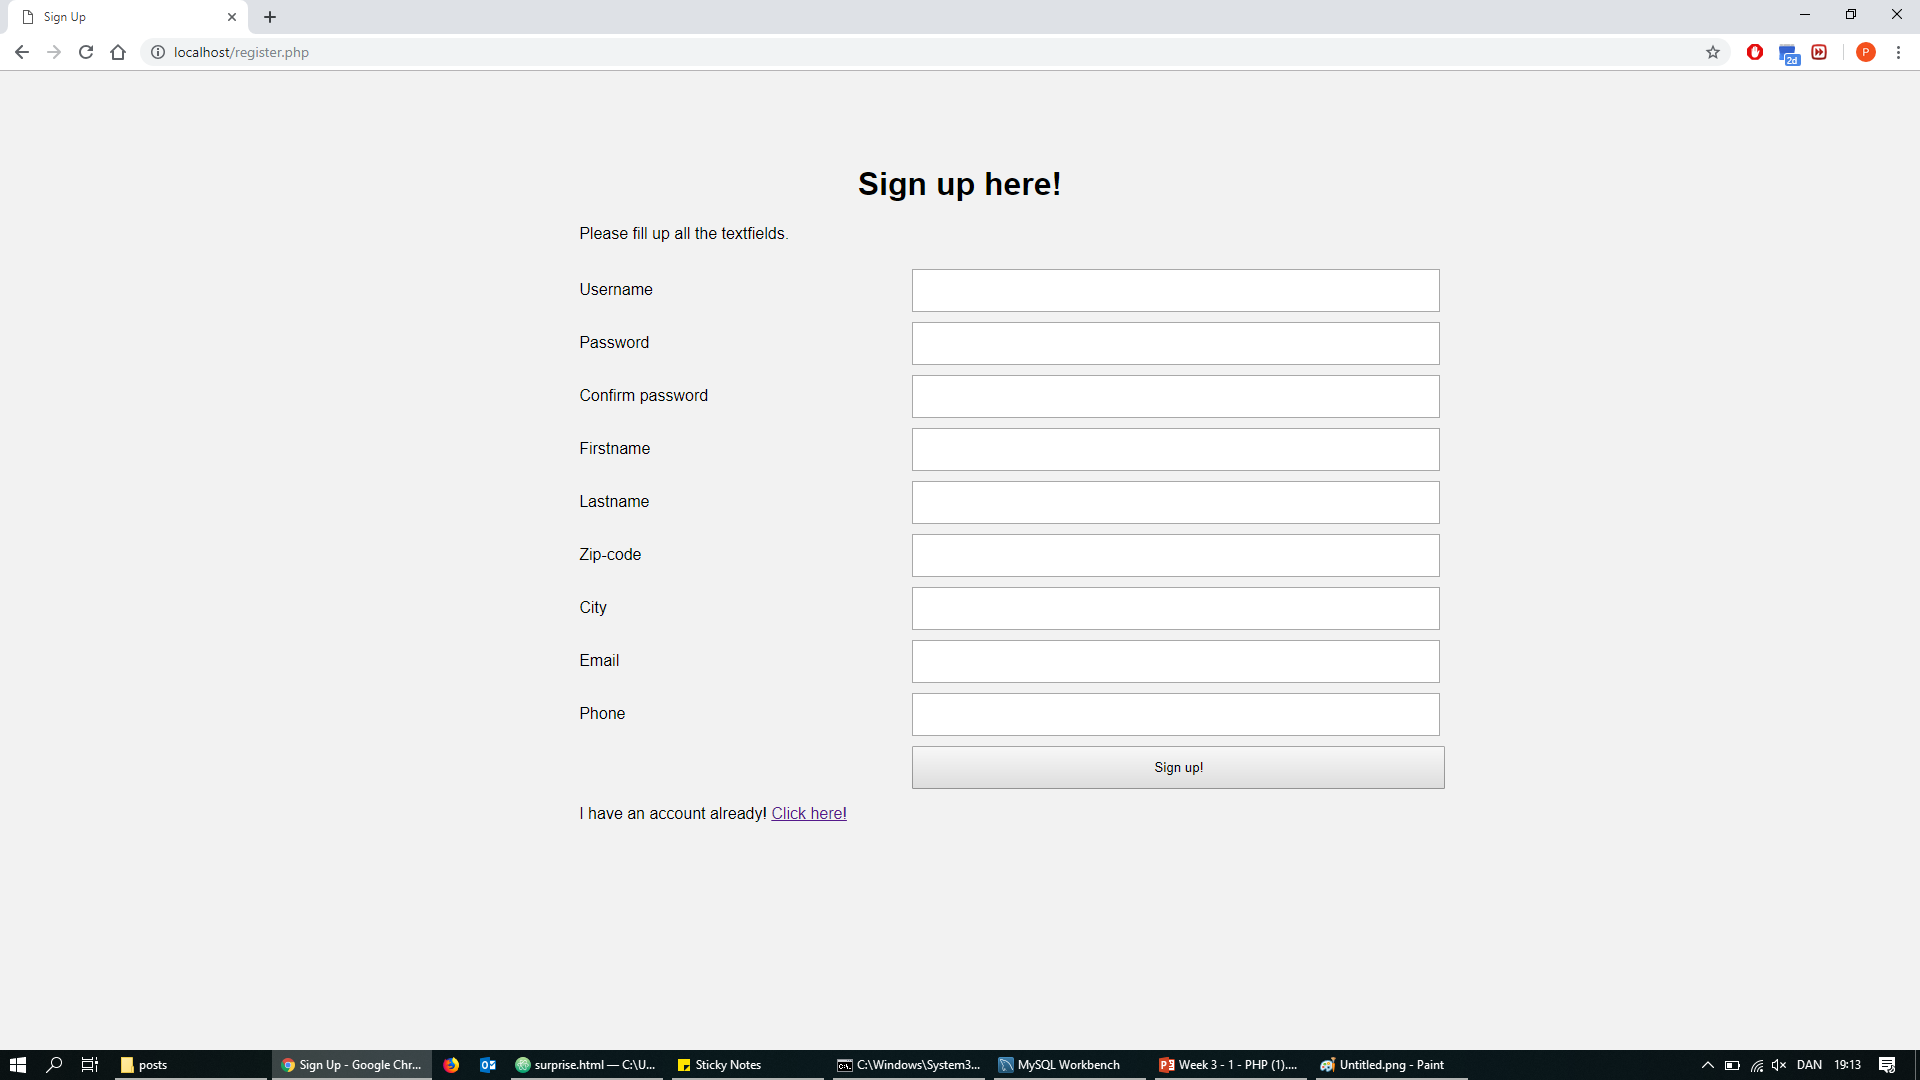 Sign Up
localhost/register.php
2d
P
Sign up here!
Please fill up all the textfields.
Username
Password
Confirm password
Firstname
Lastname
Zip-code
City
Email
Phone
Sign up!
I have an account already! Click here!
posts
Sign Up - Google Chr...
surprise.html — C:\U...
Sticky Notes
C:\Windows\System3...
MySQL Workbench
Week 3 - 1 - PHP (1)....
Untitled.png - Paint
DAN
19:13